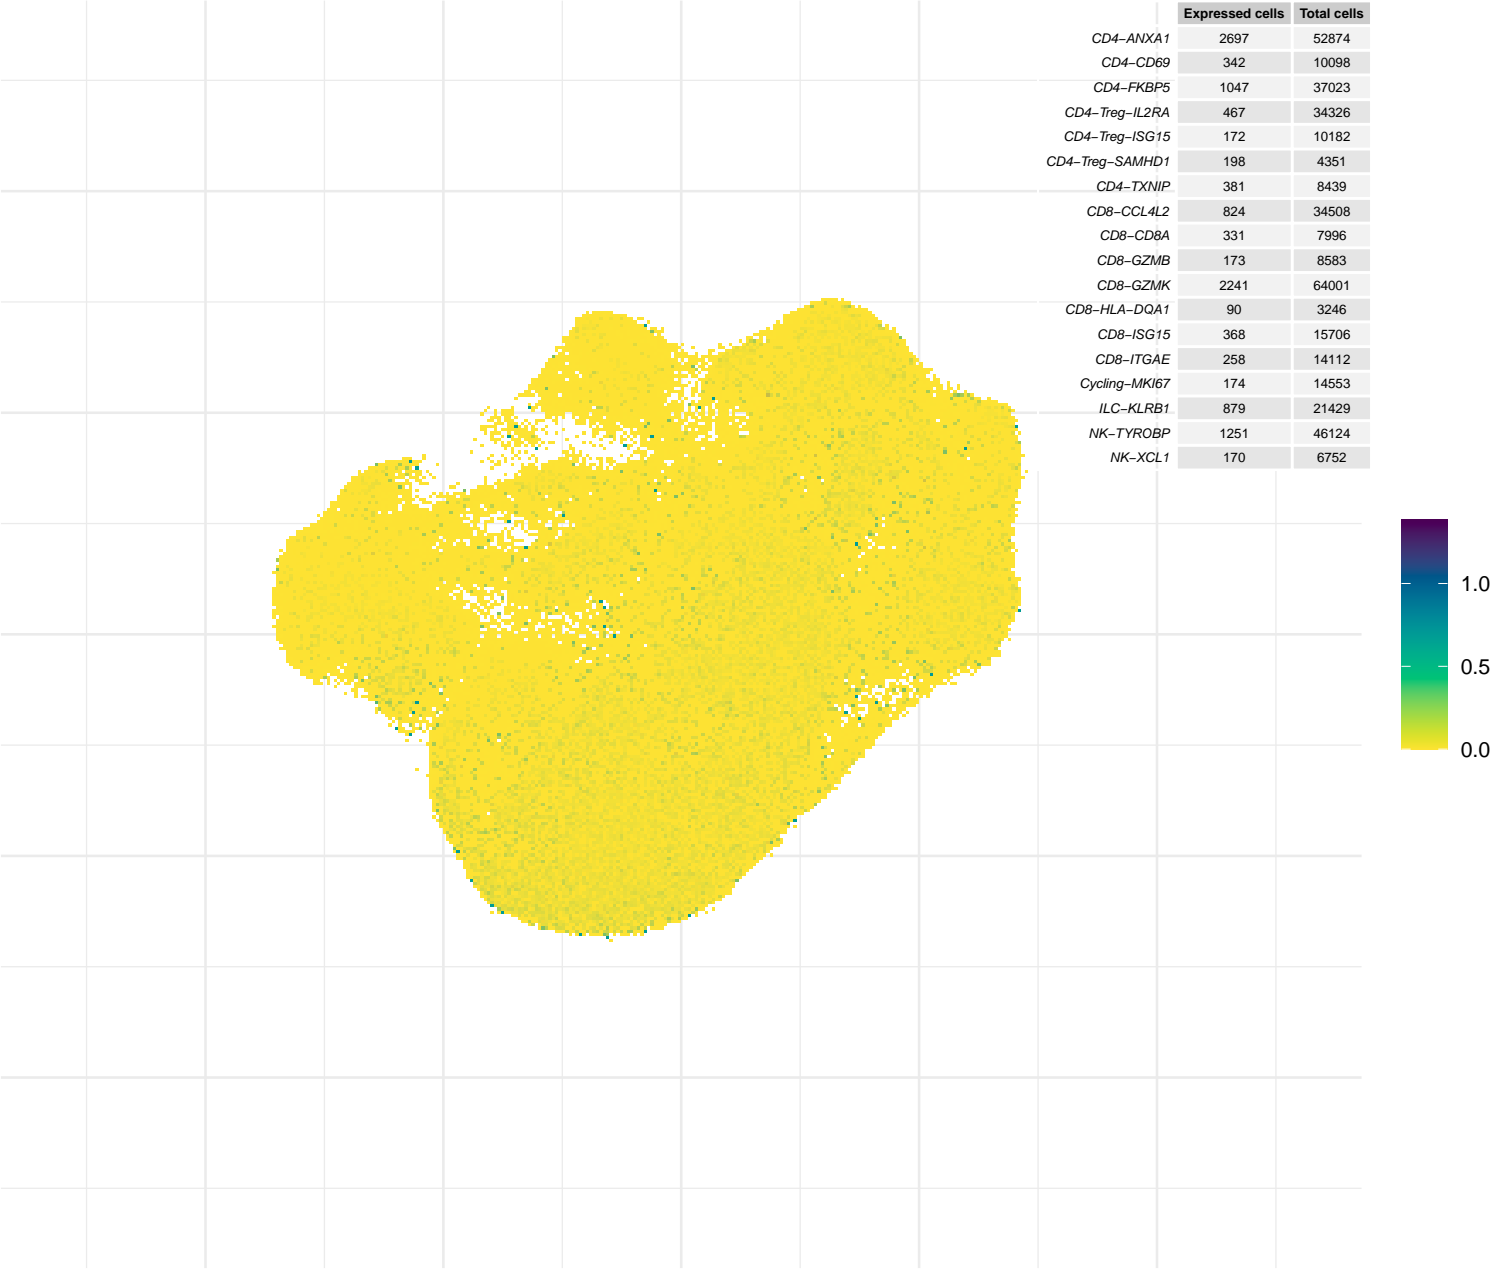 Expressed cells Total cells
CD4−ANXA1 2697 52874
CD4−CD69 342 10098
CD4−FKBP5 1047 37023
CD4−Treg−IL2RA 467 34326
CD4−Treg−ISG15 172 10182
CD4−Treg−SAMHD1 198 4351
CD4−TXNIP 381 8439
CD8−CCL4L2 824 34508
CD8−CD8A 331 7996
CD8−GZMB 173 8583
CD8−GZMK 2241 64001
CD8−HLA−DQA1 90 3246
CD8−ISG15 368 15706
CD8−ITGAE 258 14112
Cycling−MKI67 174 14553
ILC−KLRB1 879 21429
NK−TYROBP 1251 46124
NK−XCL1 170 6752
1.0
0.5
0.0